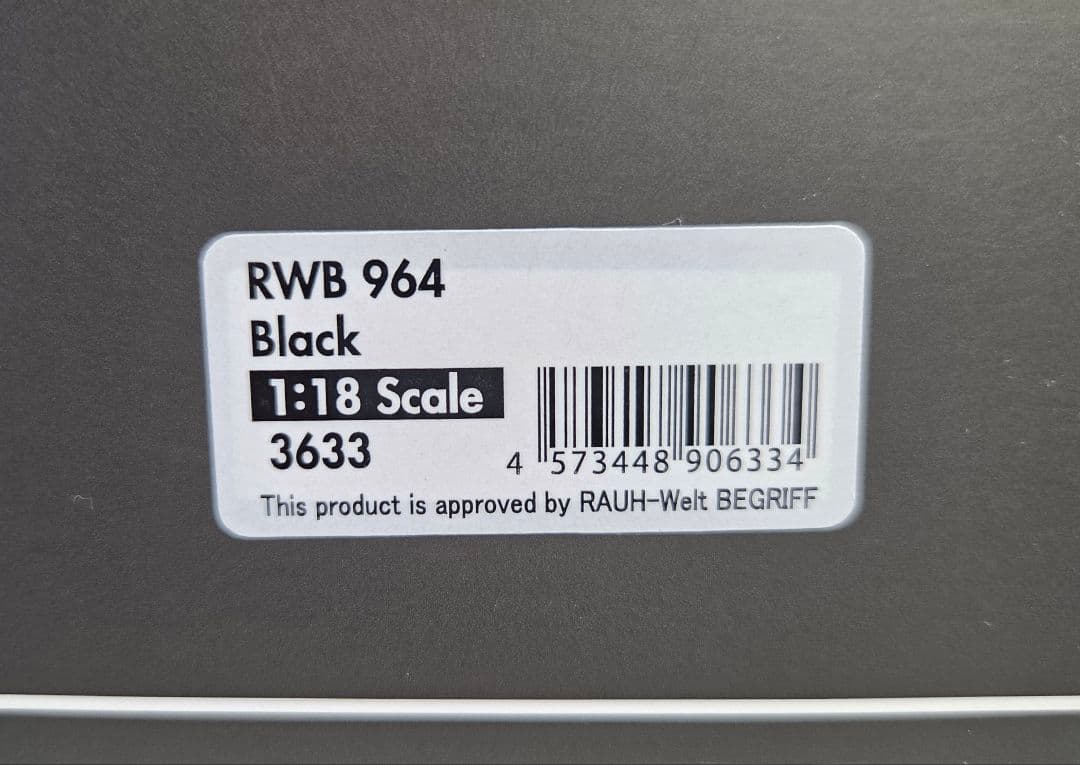 RWB 964
Black
1:18 Scale
3633
4 573448 906334
This product is approved by RAUH-Welt BEGRIFF